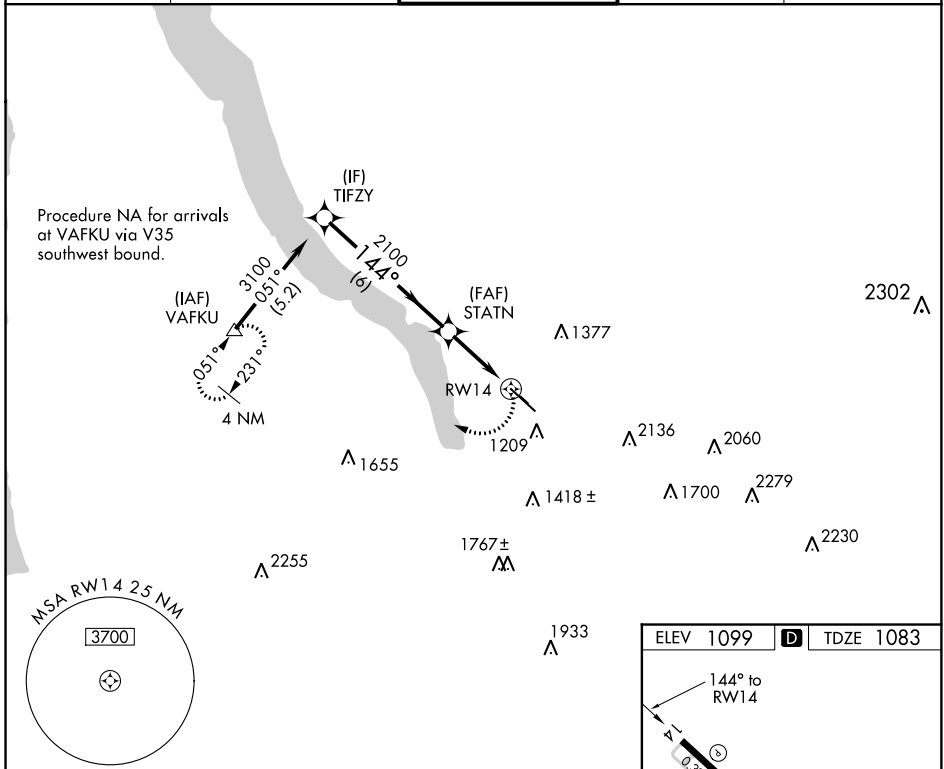 (IF)
TIFZY
Procedure NA for arrivals
at VAFKU via V35
southwest bound.
2100
144°
(6)
3100
051°
(5.2)
(IAF)
VAFKU
(FAF)
STATN
2302
1377
051°
231°
RW14
4 NM
1209
2136
2060
1655
1700
2279
1418 ±
2230
1767±
2255
MSA RW14 25 NM
3700
1933
ELEV 1099 D TDZE 1083
144° to
RW14
14
P